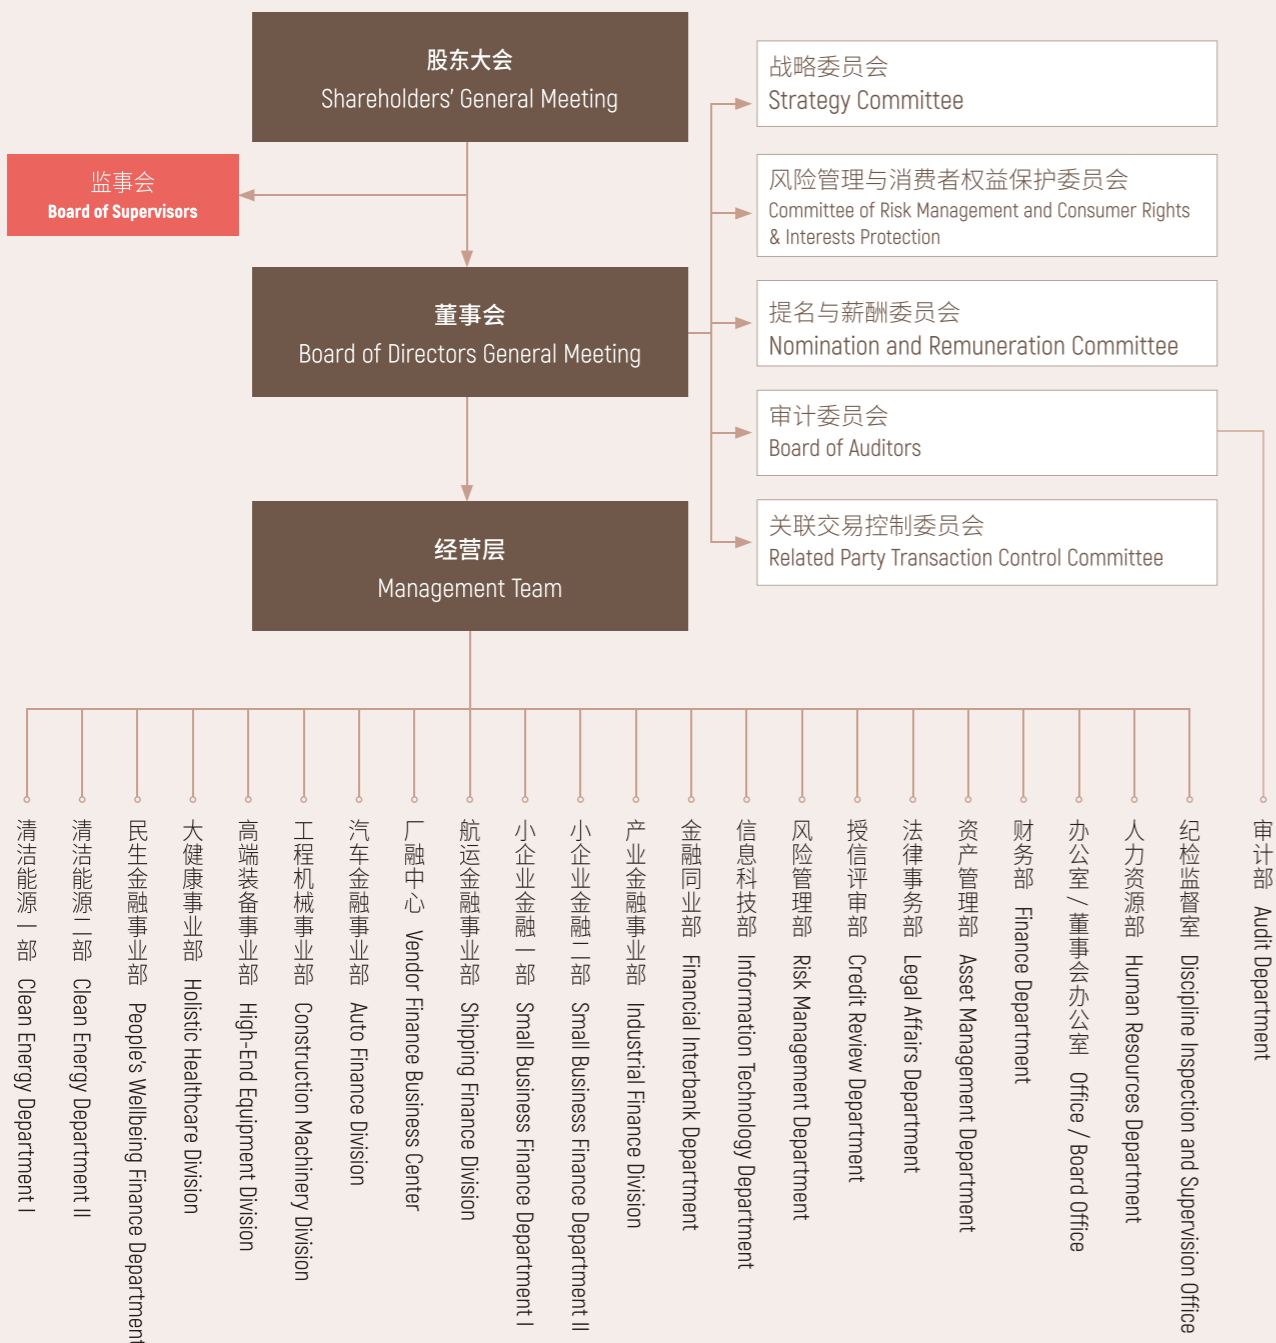 股东大会
Shareholders' General Meeting
监事会
Board of Supervisors
董事会
Board of Directors General Meeting
经营层
Management Team
战略委员会
Strategy Committee
风险管理与消费者权益保护委员会
Committee of Risk Management and Consumer Rights
& Interests Protection
提名与薪酬委员会
Nomination and Remuneration Committee
审计委员会
Board of Auditors
关联交易控制委员会
Related Party Transaction Control Committee
清洁能源一部 Clean Energy Department I
清洁能源二部 Clean Energy Department II
民生金融事业部 People's Wellbeing Finance Department
大健康事业部 Holistic Healthcare Division
高端装备事业部 High-End Equipment Division
工程机械事业部 Construction Machinery Division
汽车金融事业部 Auto Finance Division
厂融中心 Vendor Finance Business Center
航运金融事业部 Shipping Finance Division
小企业金融一部 Small Business Finance Department I
小企业金融二部 Small Business Finance Department II
产业金融事业部 Industrial Finance Division
金融同业部 Financial Interbank Department
信息科技部 Information Technology Department
风险管理部 Risk Management Department
授信评审部 Credit Review Department
法律事务部 Legal Affairs Department
资产管理部 Asset Management Department
财务部 Finance Department
办公室 / 董事会办公室 Office / Board Office
人力资源部 Human Resources Department
纪检监督室 Discipline Inspection and Supervision Office
审计部 Audit Department